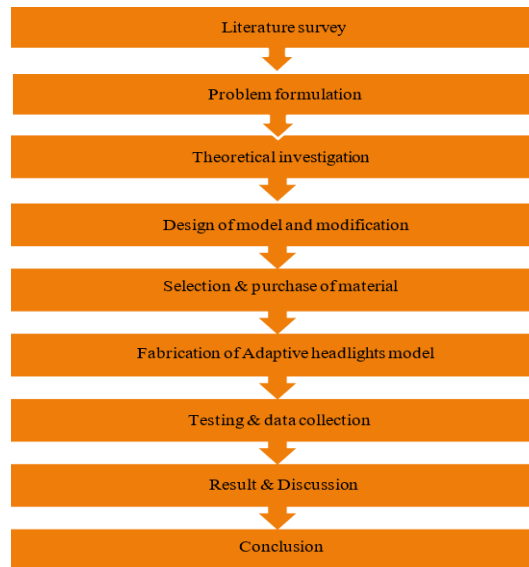 Literature survey
Problem formulation
Theoretical investigation
Design of model and modification
Selection & purchase of material
Fabrication of Adaptive headlights model
Testing & data collection
Result & Discussion
Conclusion